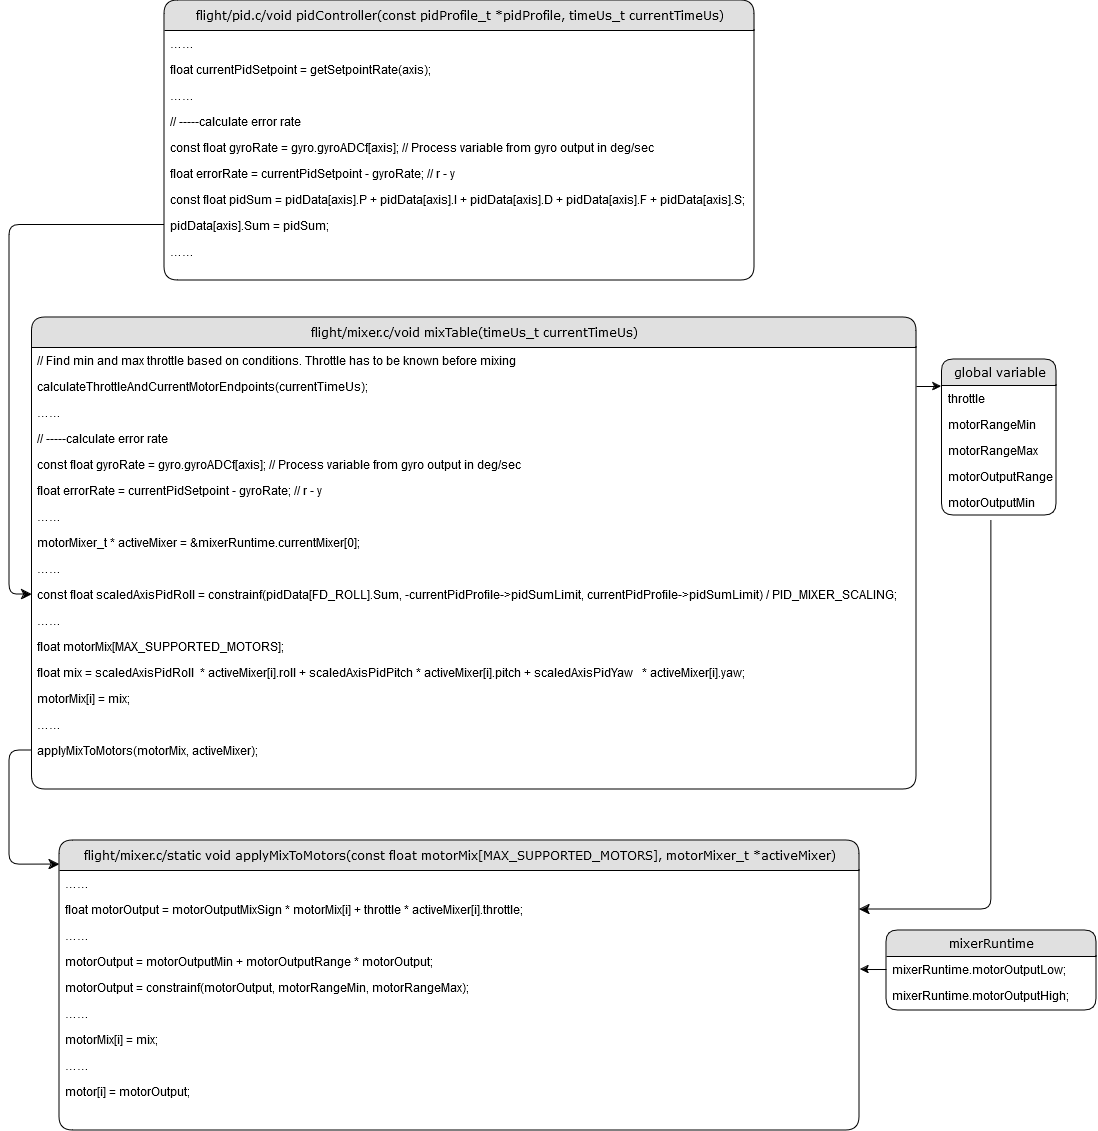 flight/pid.c/void pidController(const pidProfile_t *pidProfile, timeUs_t currentTimeUs)
……
float currentPidSetpoint = getSetpointRate(axis);
……
// -----calculate error rate
const float gyroRate = gyro.gyroADCf[axis]; // Process variable from gyro output in deg/sec
float errorRate = currentPidSetpoint - gyroRate; // r - y
const float pidSum = pidData[axis].P + pidData[axis].I + pidData[axis].D + pidData[axis].F + pidData[axis].S;
pidData[axis].Sum = pidSum;
……
flight/mixer.c/void mixTable(timeUs_t currentTimeUs)
// Find min and max throttle based on conditions. Throttle has to be known before mixing
calculateThrottleAndCurrentMotorEndpoints(currentTimeUs);
……
// -----calculate error rate
const float gyroRate = gyro.gyroADCf[axis]; // Process variable from gyro output in deg/sec
float errorRate = currentPidSetpoint - gyroRate; // r - y
……
motorMixer_t * activeMixer = &mixerRuntime.currentMixer[0];
……
const float scaledAxisPidRoll = constrainf(pidData[FD_ROLL].Sum, -currentPidProfile->pidSumLimit, currentPidProfile->pidSumLimit) / PID_MIXER_SCALING;
……
float motorMix[MAX_SUPPORTED_MOTORS];
float mix = scaledAxisPidRoll  * activeMixer[i].roll + scaledAxisPidPitch * activeMixer[i].pitch + scaledAxisPidYaw   * activeMixer[i].yaw;
motorMix[i] = mix;
……
applyMixToMotors(motorMix, activeMixer);
global variable
throttle
motorRangeMin
motorRangeMax
motorOutputRange
motorOutputMin
flight/mixer.c/static void applyMixToMotors(const float motorMix[MAX_SUPPORTED_MOTORS], motorMixer_t *activeMixer)
……
float motorOutput = motorOutputMixSign * motorMix[i] + throttle * activeMixer[i].throttle;
……
motorOutput = motorOutputMin + motorOutputRange * motorOutput;
motorOutput = constrainf(motorOutput, motorRangeMin, motorRangeMax);
……
motorMix[i] = mix;
……
motor[i] = motorOutput;
mixerRuntime
mixerRuntime.motorOutputLow;
mixerRuntime.motorOutputHigh;